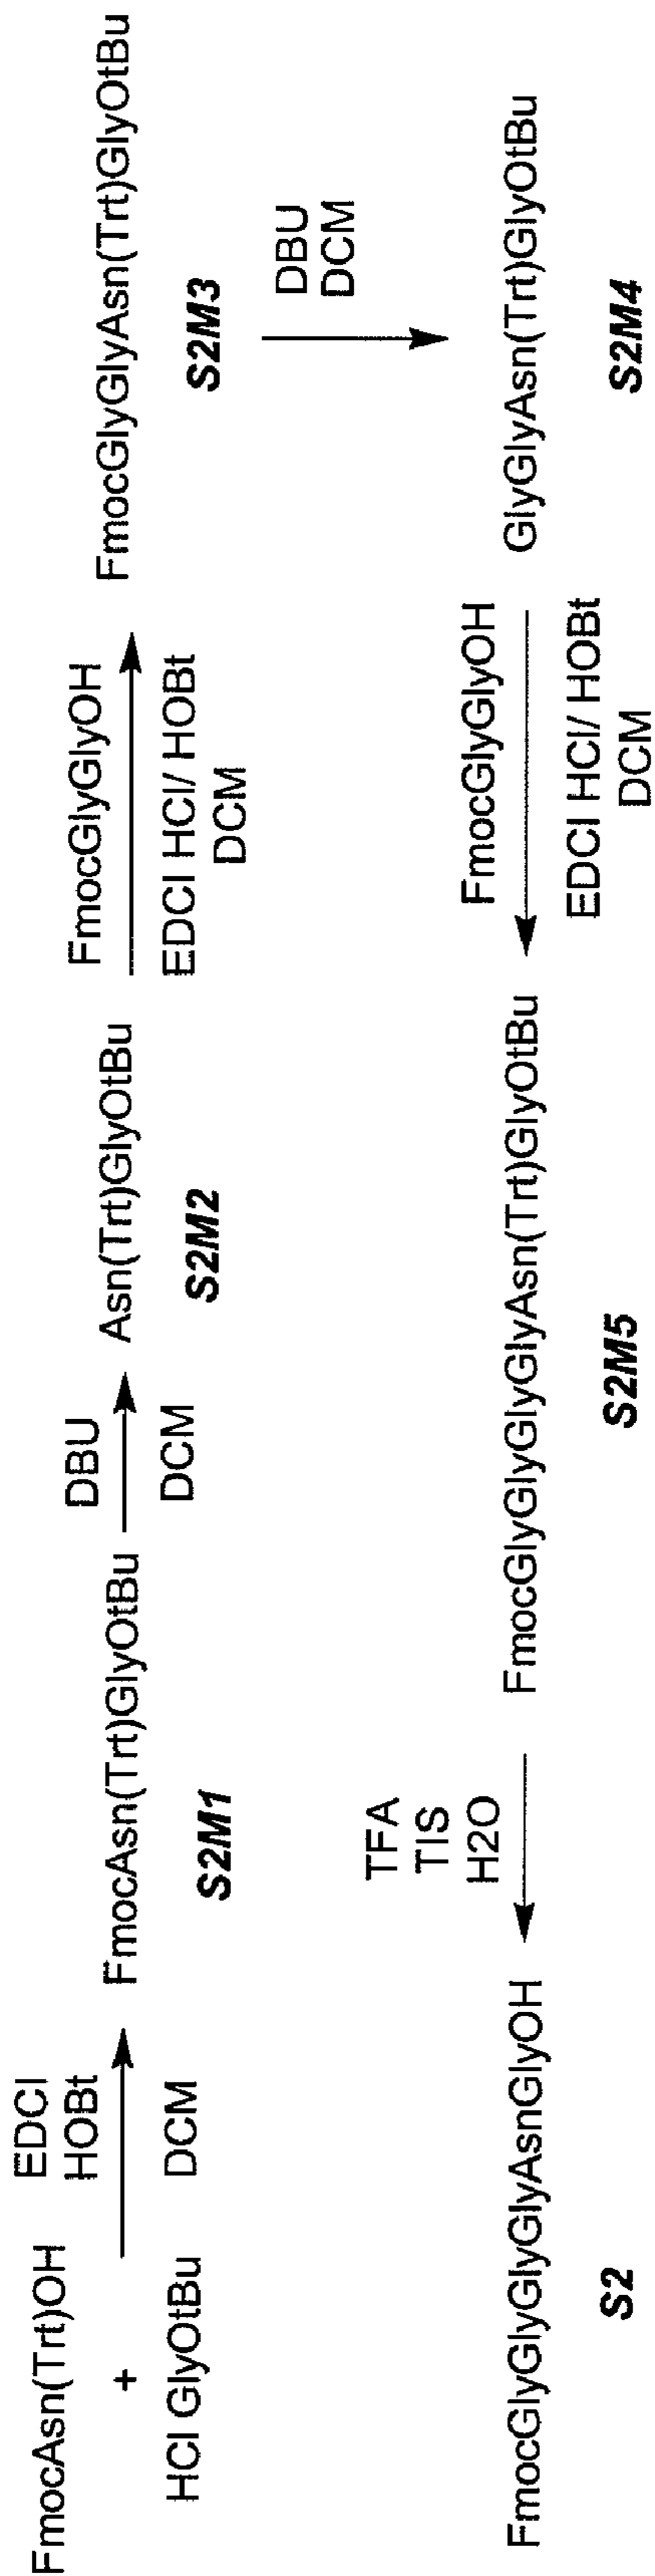 FmocAsn(Trt)OH
+
HCl GlyOtBu
EDCI
HOBt
DCM
FmocAsn(Trt)GlyOtBu
S2M1
DBU
DCM
Asn(Trt)GlyOtBu
S2M2
FmocGlyGlyOH
EDCI HCl/ HOBt
DCM
FmocGlyGlyAsn(Trt)GlyOtBu
S2M3
DBU
DCM
GlyGlyAsn(Trt)GlyOtBu
S2M4
FmocGlyGlyOH
EDCI HCl/ HOBt
DCM
FmocGlyGlyGlyGlyAsn(Trt)GlyOtBu
S2M5
TFA
TIS
H2O
FmocGlyGlyGlyGlyAsnGlyOH
S2